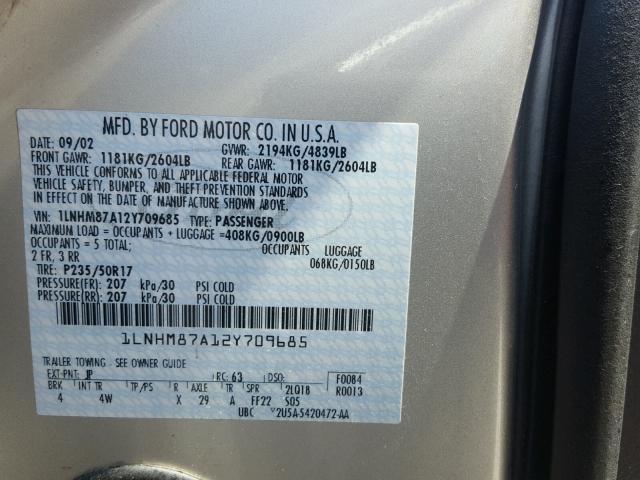 MFD. BY FORD MOTOR CO. IN U.S.A.
DATE: 09/02 GVWR: 2194KG/4839LB
FRONT GAWR: 1181KG/2604LB REAR GAWR: 1181KG/2604LB
THIS VEHICLE CONFORMS TO ALL APPLICABLE FEDERAL MOTOR
VEHICLE SAFETY, BUMPER, AND THEFT PREVENTION STANDARDS
IN EFFECT ON THE DATE OF MANUFACTURE SHOWN ABOVE.
VIN: 1LNHM87A12Y709685 TYPE: PASSENGER
MAXIMUM LOAD = OCCUPANTS + LUGGAGE = 408KG/0900LB
OCCUPANTS = 5 TOTAL; OCCUPANTS LUGGAGE
2 FR, 3 RR 068KG/0150LB
TIRE: P235/50R17
PRESSURE(FR): 207 kPa/30 PSI COLD
PRESSURE(RR): 207 kPa/30 PSI COLD
1LNHM87A12Y709685
TRAILER TOWING - SEE OWNER GUIDE
EXT-PNT: JP RC: 63 DSO: F0084
BRK INT TR TP/PS R AXLE TR SPR 2LQ18 R0013
4 4W X 29 A FF22 S05
UBC 2U5A-5420472-AA